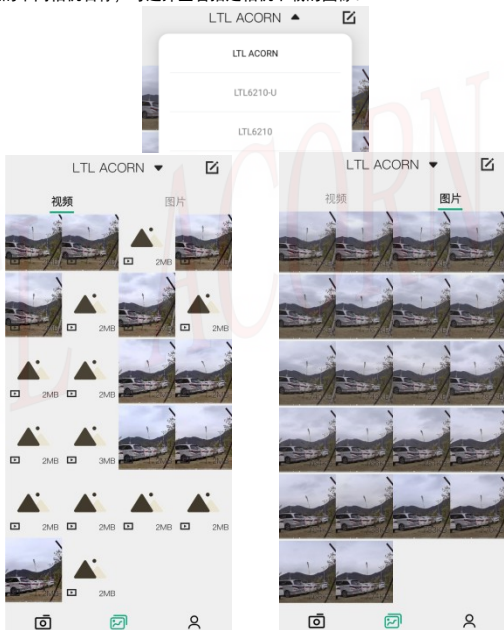 LTL ACORN ▲
LTL ACORN
LTL6210-U
LTL6210
LTL ACORN ▼
视频 图片
2MB
2MB 2MB
2MB 2MB
2MB 3MB
2MB 2MB 2MB 2MB
2MB
LTL ACORN ▼
视频 图片